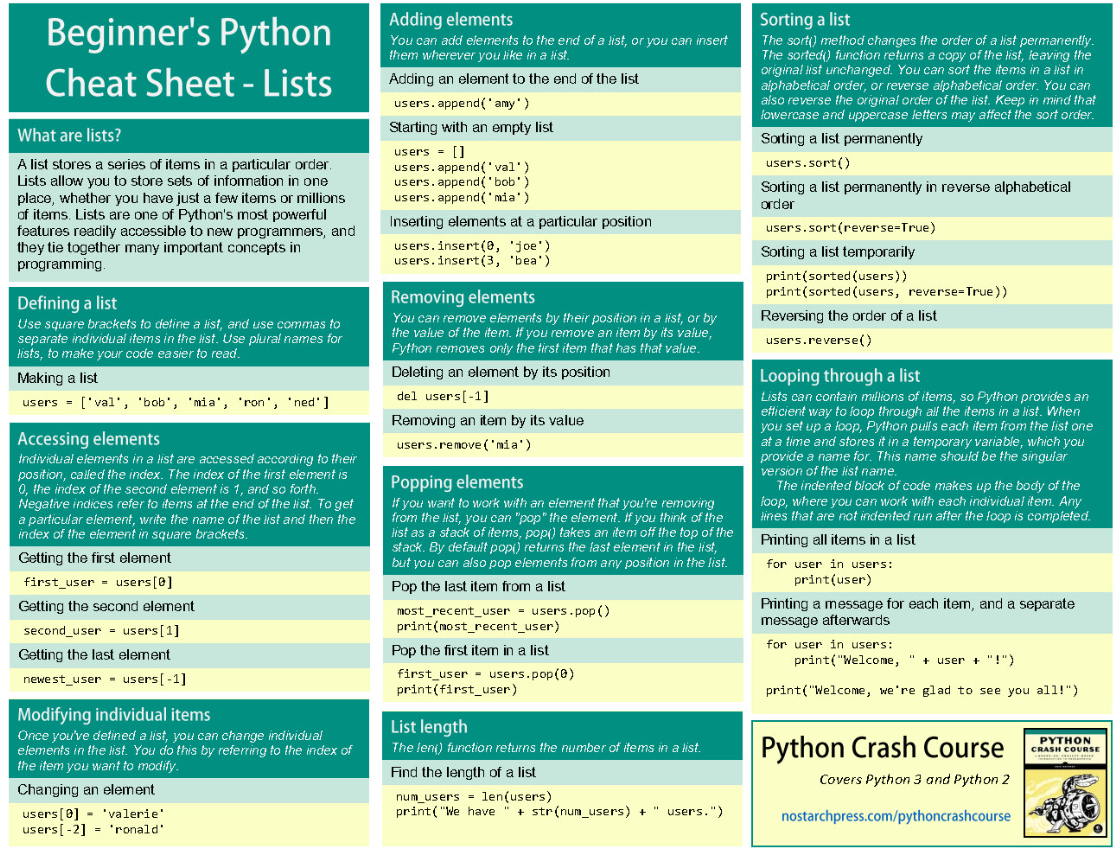 Beginner's Python
Cheat Sheet - Lists
What are lists?
A list stores a series of items in a particular order.
Lists allow you to store sets of information in one
place, whether you have just a few items or millions
of items. Lists are one of Python's most powerful
features readily accessible to new programmers, and
they tie together many important concepts in
programming.
Defining a list
Use square brackets to define a list, and use commas to
separate individual items in the list. Use plural names for
lists, to make your code easier to read.
Making a list
users = ['val', 'bob', 'mia', 'ron', 'ned']
Accessing elements
Individual elements in a list are accessed according to their
position, called the index. The index of the first element is
0, the index of the second element is 1, and so forth.
Negative indices refer to items at the end of the list. To get
a particular element, write the name of the list and then the
index of the element in square brackets.
Getting the first element
first_user = users[0]
Getting the second element
second_user = users[1]
Getting the last element
newest_user = users[-1]
Modifying individual items
Once you've defined a list, you can change individual
elements in the list. You do this by referring to the index of
the item you want to modify.
Changing an element
users[0] = 'valerie'
users[-2] = 'ronald'
Adding elements
You can add elements to the end of a list, or you can insert
them wherever you like in a list.
Adding an element to the end of the list
users.append('amy')
Starting with an empty list
users = []
users.append('val')
users.append('bob')
users.append('mia')
Inserting elements at a particular position
users.insert(0, 'joe')
users.insert(3, 'bea')
Removing elements
You can remove elements by their position in a list, or by
the value of the item. If you remove an item by its value,
Python removes only the first item that has that value.
Deleting an element by its position
del users[-1]
Removing an item by its value
users.remove('mia')
Popping elements
If you want to work with an element that you're removing
from the list, you can "pop" the element. If you think of the
list as a stack of items, pop() takes an item off the top of the
stack. By default pop() returns the last element in the list,
but you can also pop elements from any position in the list.
Pop the last item from a list
most_recent_user = users.pop()
print(most_recent_user)
Pop the first item in a list
first_user = users.pop(0)
print(first_user)
List length
The len() function returns the number of items in a list.
Find the length of a list
num_users = len(users)
print("We have " + str(num_users) + " users.")
Sorting a list
The sort() method changes the order of a list permanently.
The sorted() function returns a copy of the list, leaving the
original list unchanged. You can sort the items in a list in
alphabetical order, or reverse alphabetical order. You can
also reverse the original order of the list. Keep in mind that
lowercase and uppercase letters may affect the sort order.
Sorting a list permanently
users.sort()
Sorting a list permanently in reverse alphabetical
order
users.sort(reverse=True)
Sorting a list temporarily
print(sorted(users))
print(sorted(users, reverse=True))
Reversing the order of a list
users.reverse()
Looping through a list
Lists can contain millions of items, so Python provides an
efficient way to loop through all the items in a list. When
you set up a loop, Python pulls each item from the list one
at a time and stores it in a temporary variable, which you
provide a name for. This name should be the singular
version of the list name.
The indented block of code makes up the body of the
loop, where you can work with each individual item. Any
lines that are not indented run after the loop is completed.
Printing all items in a list
for user in users:
    print(user)
Printing a message for each item, and a separate
message afterwards
for user in users:
    print("Welcome, " + user + "!")
print("Welcome, we're glad to see you all!")
Python Crash Course
Covers Python 3 and Python 2
nostarchpress.com/pythoncrashcourse
PYTHON
CRASH COURSE